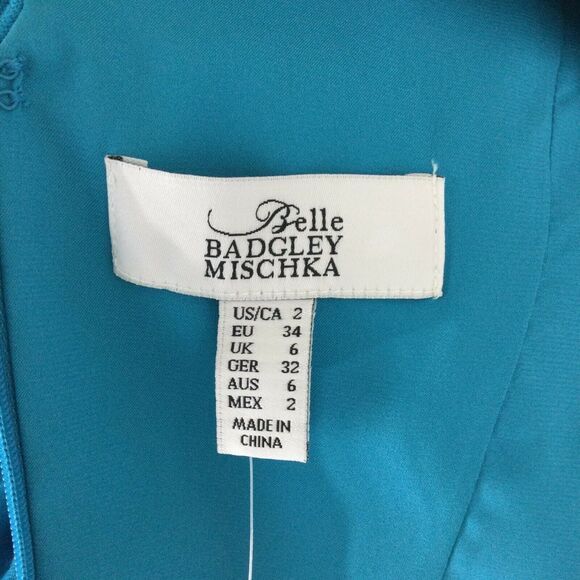 Belle
BADGLEY
MISCHKA
US/CA 2
EU 34
UK 6
GER 32
AUS 6
MEX 2
MADE IN
CHINA